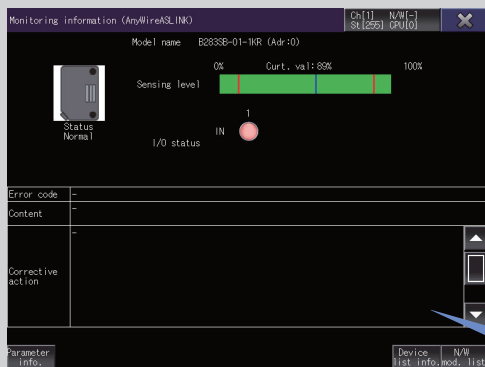 Monitoring information (AnyWireASLINK)
Ch[1] N/W[-]
St[255] CPU[0]
Model name B283SB-01-1KR (Adr:0)
0% Curt. val: 89% 100%
Sensing level
Status
Normal
1
IN
I/O status
Error code -
Content -
-
Corrective
action
Parameter
info.
Device
list info.
N/W
mod. list